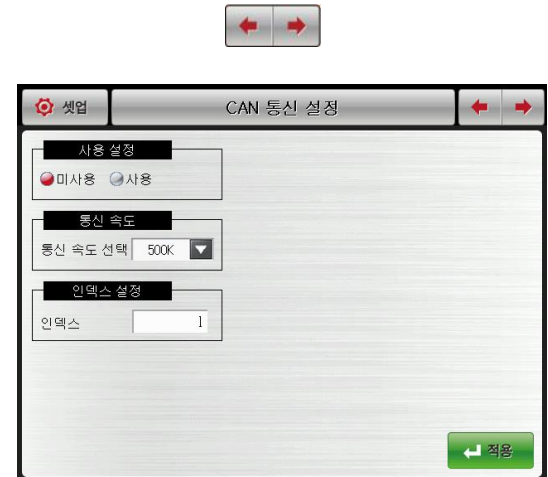 셋업 CAN 통신 설정
사용 설정
미사용 사용
통신 속도
통신 속도 선택 500K
인덱스 설정
인덱스 1
적용